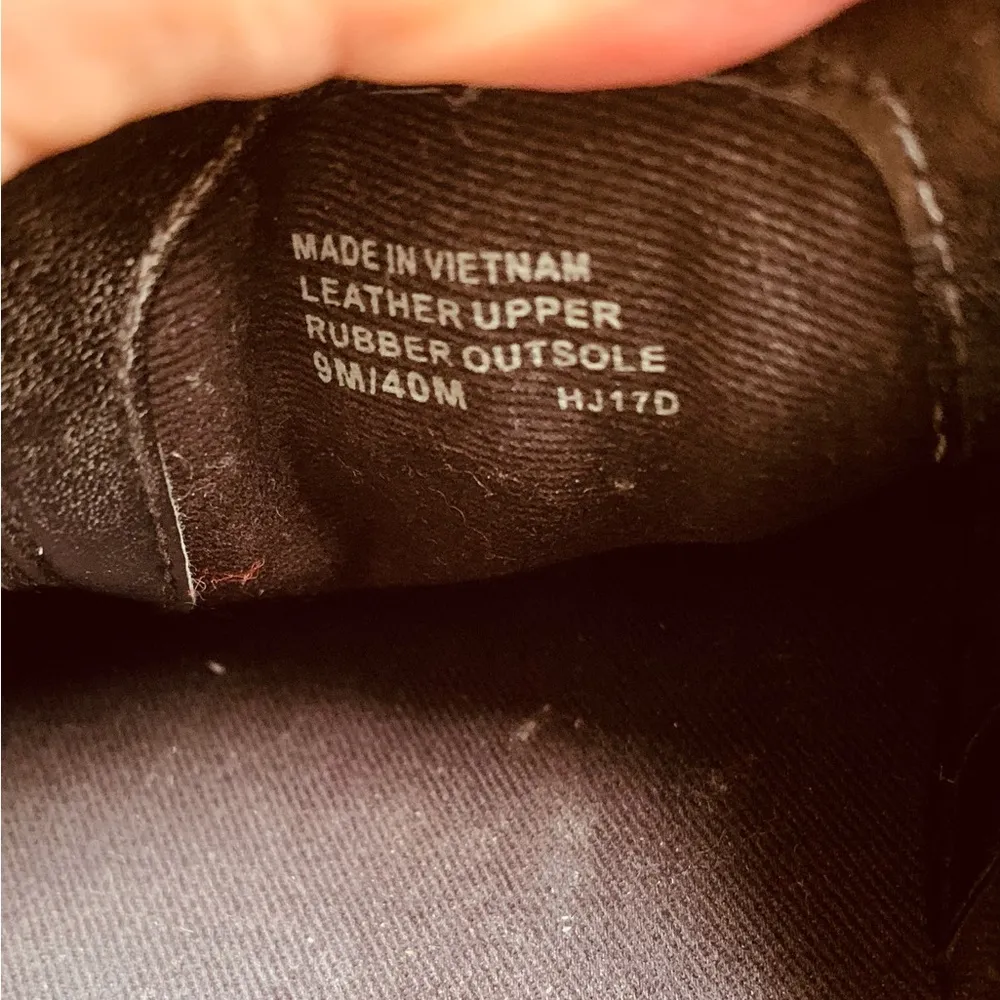 MADE IN VIETNAM
LEATHER UPPER
RUBBER OUTSOLE
9M/40M HJ17D